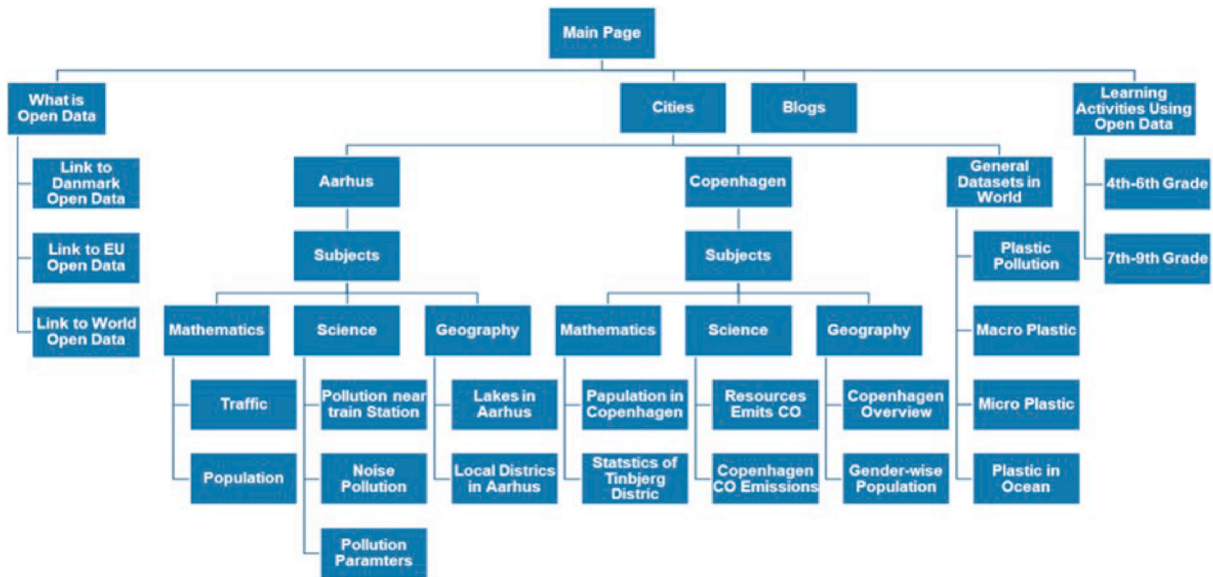 Main Page
What is
Open Data
Cities
Blogs
Learning
Activities Using
Open Data
Link to
Danmark
Open Data
Link to EU
Open Data
Link to World
Open Data
Aarhus
Copenhagen
General
Datasets in
World
4th-6th Grade
7th-9th Grade
Subjects
Subjects
Plastic
Pollution
Macro Plastic
Micro Plastic
Plastic in
Ocean
Mathematics
Science
Geography
Mathematics
Science
Geography
Traffic
Population
Pollution near
train Station
Noise
Pollution
Pollution
Paramters
Lakes in
Aarhus
Local Districs
in Aarhus
Papulation in
Copenhagen
Statstics of
Tinbjerg
Distric
Resources
Emits CO
Copenhagen
CO Emissions
Copenhagen
Overview
Gender-wise
Population